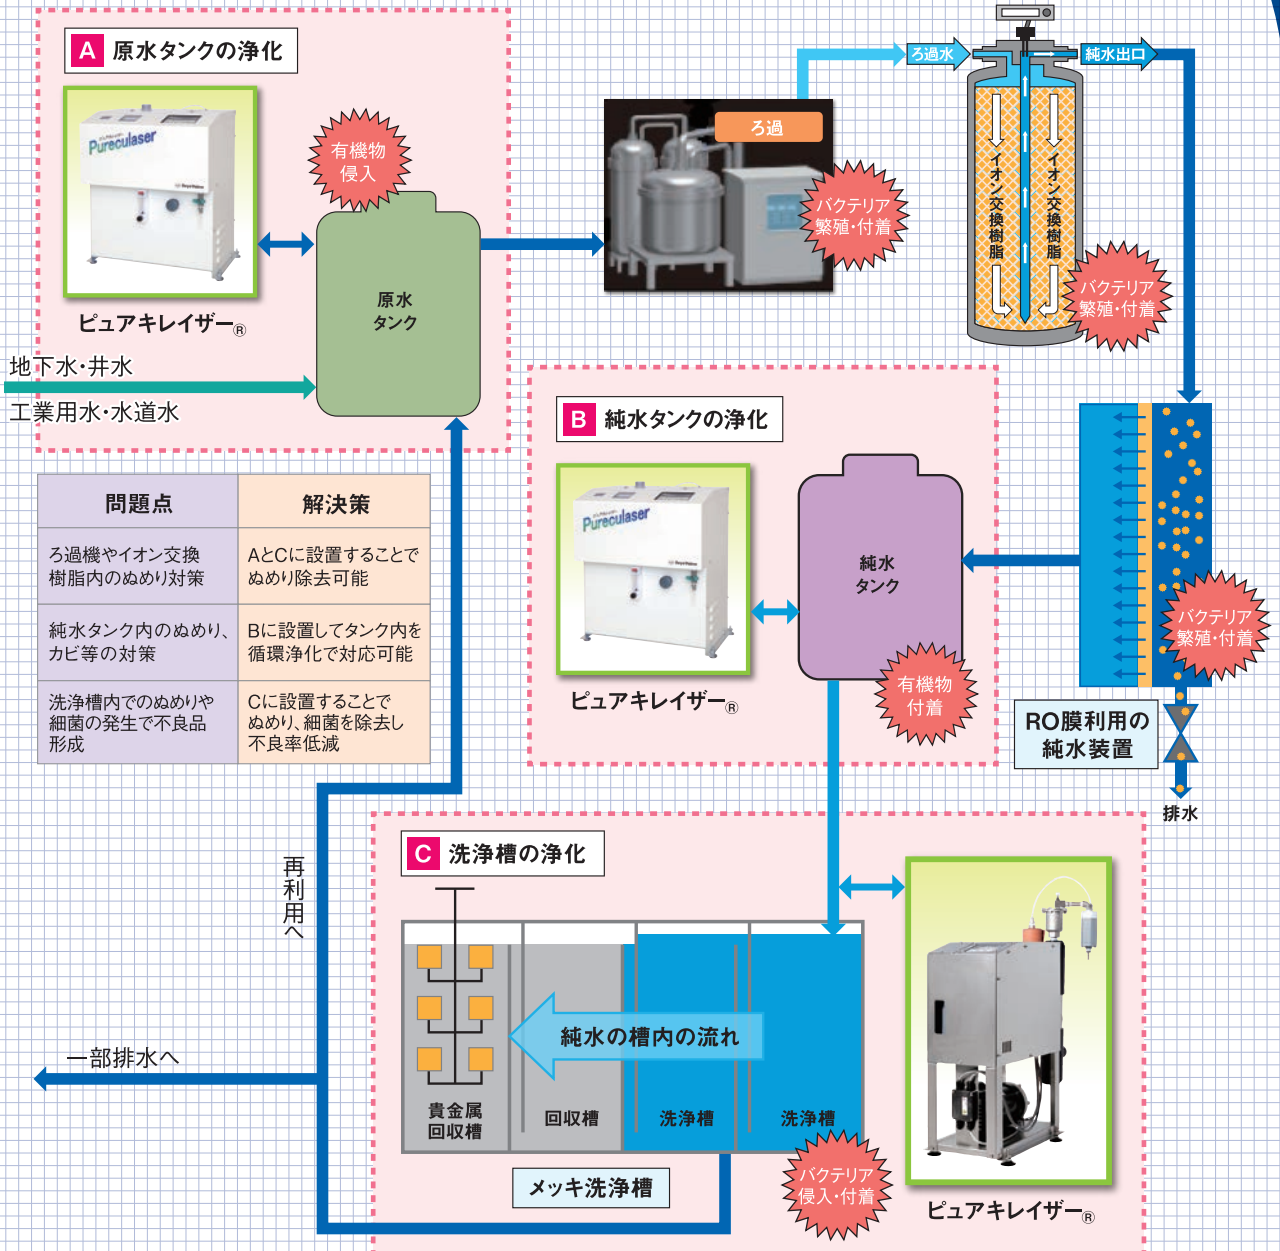 A 原水タンクの浄化
Pureculaser
有機物
侵入
ピュアキレイザー®
原水
タンク
地下水・井水
工業用水・水道水
ろ過
バクテリア
繁殖・付着
ろ過水
純水出口
イオン交換樹脂
イオン交換樹脂
バクテリア
繁殖・付着
B 純水タンクの浄化
Pureculaser
ピュアキレイザー®
純水
タンク
有機物
付着
バクテリア
繁殖・付着
RO膜利用の
純水装置
排水
問題点
解決策
ろ過機やイオン交換
樹脂内のぬめり対策
AとCに設置することで
ぬめり除去可能
純水タンク内のぬめり、
カビ等の対策
Bに設置してタンク内を
循環浄化で対応可能
洗浄槽内でのぬめりや
細菌の発生で不良品
形成
Cに設置することで
ぬめり、細菌を除去し
不良率低減
再利用へ
一部排水へ
C 洗浄槽の浄化
純水の槽内の流れ
貴金属
回収槽
回収槽
洗浄槽
洗浄槽
バクテリア
侵入・付着
メッキ洗浄槽
ピュアキレイザー®